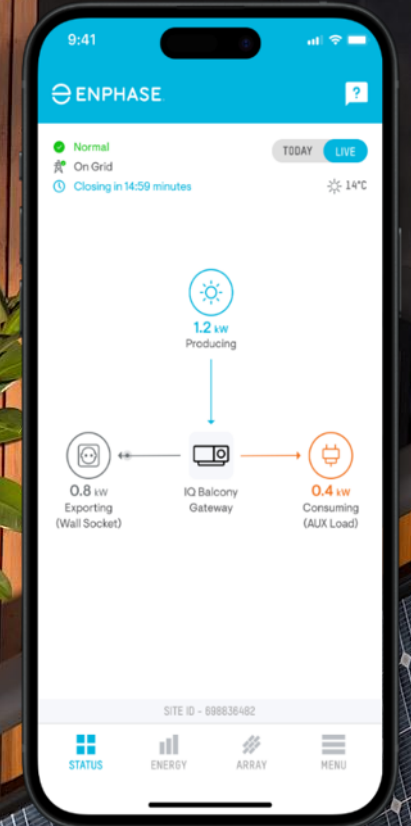 9:41
ENPHASE
?
Normal
TODAY LIVE
On Grid
Closing in 14:59 minutes
14°C
1.2 kW
Producing
0.8 kW
Exporting
(Wall Socket)
IQ Balcony
Gateway
0.4 kW
Consuming
(AUX Load)
SITE ID - 698836482
STATUS
ENERGY
ARRAY
MENU